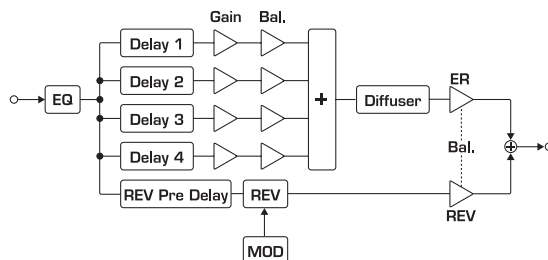 Gain Bal.
Delay 1
Delay 2
EQ
Delay 3
Delay 4
+
Diffuser
ER
Bal.
+
REV Pre Delay
REV
REV
MOD